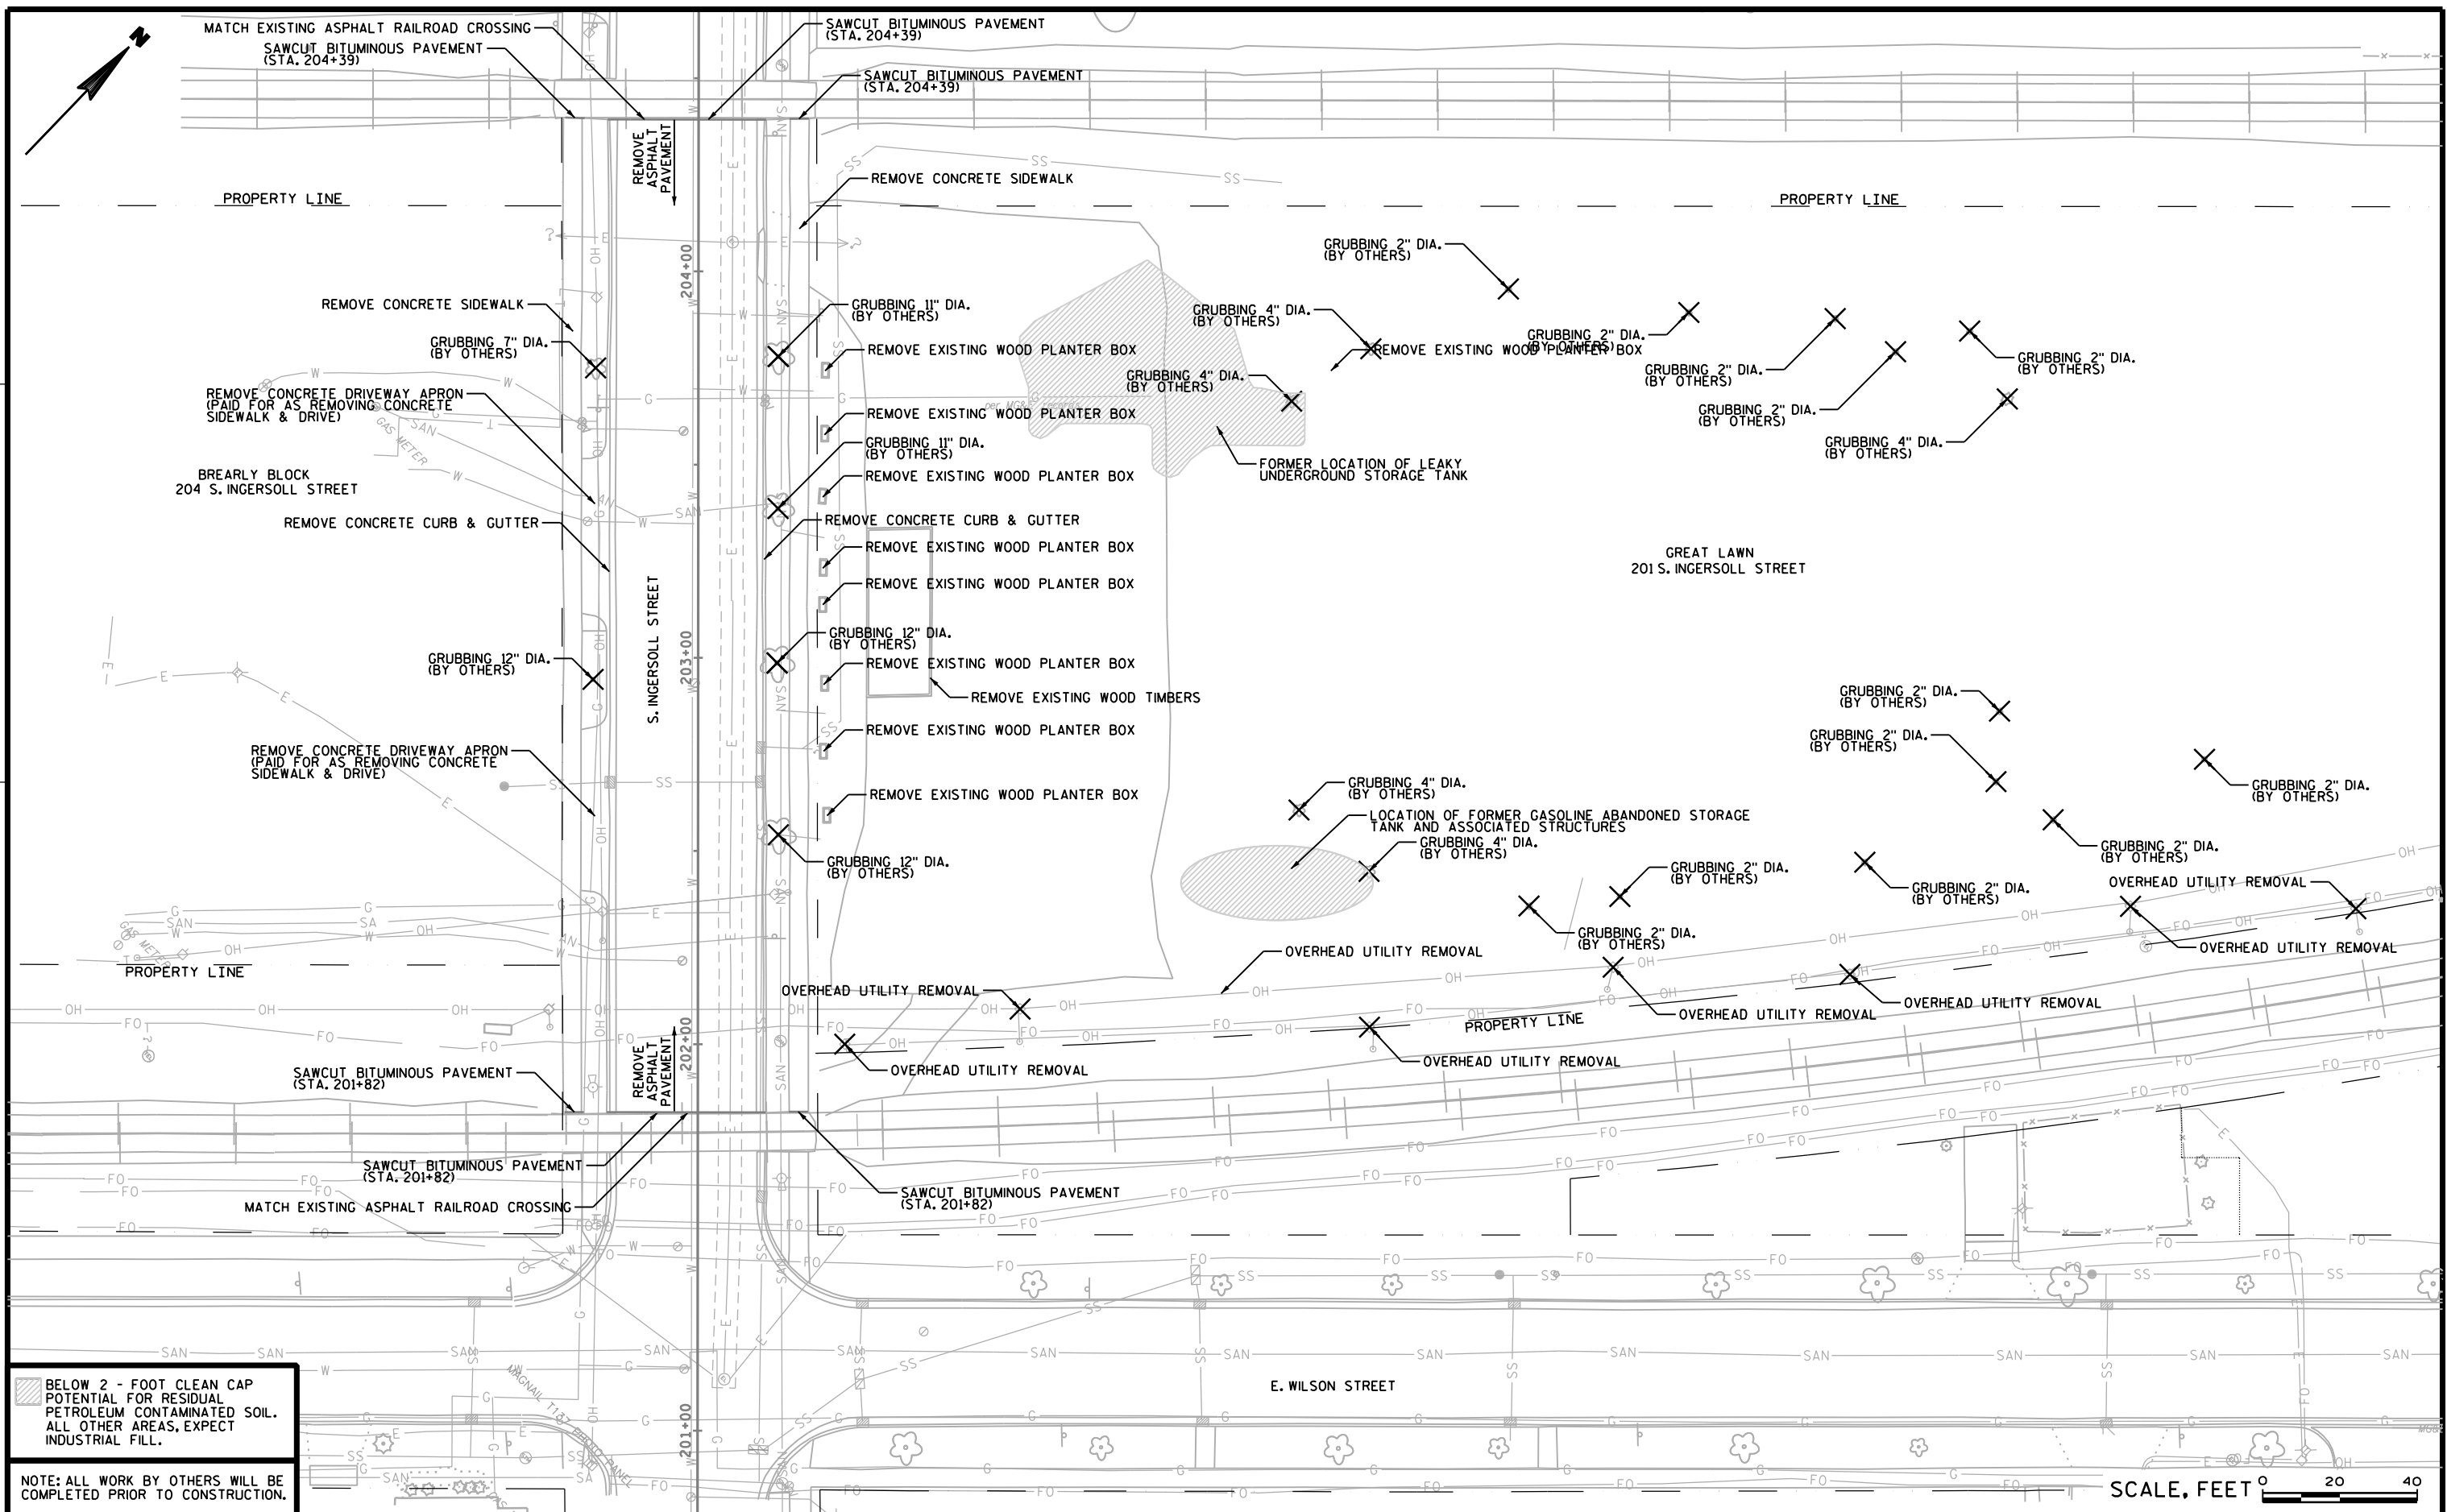 N
MATCH EXISTING ASPHALT RAILROAD CROSSING
SAWCUT BITUMINOUS PAVEMENT
(STA. 204+39)
SAWCUT BITUMINOUS PAVEMENT
(STA. 204+39)
SAWCUT BITUMINOUS PAVEMENT
(STA. 204+39)
REMOVE
ASPHALT
PAVEMENT
REMOVE CONCRETE SIDEWALK
PROPERTY LINE
PROPERTY LINE
204+00
GRUBBING 2" DIA.
(BY OTHERS)
REMOVE CONCRETE SIDEWALK
GRUBBING 11" DIA.
(BY OTHERS)
GRUBBING 4" DIA.
(BY OTHERS)
GRUBBING 7" DIA.
(BY OTHERS)
REMOVE EXISTING WOOD PLANTER BOX
REMOVE EXISTING WOOD PLANTER BOX
GRUBBING 2" DIA.
(BY OTHERS)
GRUBBING 2" DIA.
(BY OTHERS)
GRUBBING 2" DIA.
(BY OTHERS)
GRUBBING 4" DIA.
(BY OTHERS)
GRUBBING 2" DIA.
(BY OTHERS)
REMOVE CONCRETE DRIVEWAY APRON
(PAID FOR AS REMOVING CONCRETE
SIDEWALK & DRIVE)
GAS METER
REMOVE EXISTING WOOD PLANTER BOX
GRUBBING 11" DIA.
(BY OTHERS)
GRUBBING 4" DIA.
(BY OTHERS)
BREARLY BLOCK
204 S. INGERSOLL STREET
REMOVE EXISTING WOOD PLANTER BOX
FORMER LOCATION OF LEAKY
UNDERGROUND STORAGE TANK
REMOVE CONCRETE CURB & GUTTER
REMOVE CONCRETE CURB & GUTTER
REMOVE EXISTING WOOD PLANTER BOX
GREAT LAWN
201 S. INGERSOLL STREET
REMOVE EXISTING WOOD PLANTER BOX
S. INGERSOLL STREET
203+00
GRUBBING 12" DIA.
(BY OTHERS)
GRUBBING 12" DIA.
(BY OTHERS)
REMOVE EXISTING WOOD PLANTER BOX
REMOVE EXISTING WOOD TIMBERS
GRUBBING 2" DIA.
(BY OTHERS)
REMOVE EXISTING WOOD PLANTER BOX
GRUBBING 2" DIA.
(BY OTHERS)
REMOVE CONCRETE DRIVEWAY APRON
(PAID FOR AS REMOVING CONCRETE
SIDEWALK & DRIVE)
REMOVE EXISTING WOOD PLANTER BOX
GRUBBING 4" DIA.
(BY OTHERS)
GRUBBING 2" DIA.
(BY OTHERS)
LOCATION OF FORMER GASOLINE ABANDONED STORAGE
TANK AND ASSOCIATED STRUCTURES
GRUBBING 4" DIA.
(BY OTHERS)
GRUBBING 2" DIA.
(BY OTHERS)
GRUBBING 12" DIA.
(BY OTHERS)
GRUBBING 2" DIA.
(BY OTHERS)
GRUBBING 2" DIA.
(BY OTHERS)
OVERHEAD UTILITY REMOVAL
GRUBBING 2" DIA.
(BY OTHERS)
OVERHEAD UTILITY REMOVAL
GAS METER
OVERHEAD UTILITY REMOVAL
PROPERTY LINE
OVERHEAD UTILITY REMOVAL
OVERHEAD UTILITY REMOVAL
OVERHEAD UTILITY REMOVAL
PROPERTY LINE
202+00
REMOVE
ASPHALT
PAVEMENT
OVERHEAD UTILITY REMOVAL
OVERHEAD UTILITY REMOVAL
SAWCUT BITUMINOUS PAVEMENT
(STA. 201+82)
SAWCUT BITUMINOUS PAVEMENT
(STA. 201+82)
SAWCUT BITUMINOUS PAVEMENT
(STA. 201+82)
MATCH EXISTING ASPHALT RAILROAD CROSSING
E. WILSON STREET
201+00
BELOW 2 - FOOT CLEAN CAP
POTENTIAL FOR RESIDUAL
PETROLEUM CONTAMINATED SOIL.
ALL OTHER AREAS, EXPECT
INDUSTRIAL FILL.
NOTE: ALL WORK BY OTHERS WILL BE
COMPLETED PRIOR TO CONSTRUCTION.
SCALE, FEET 0 20 40